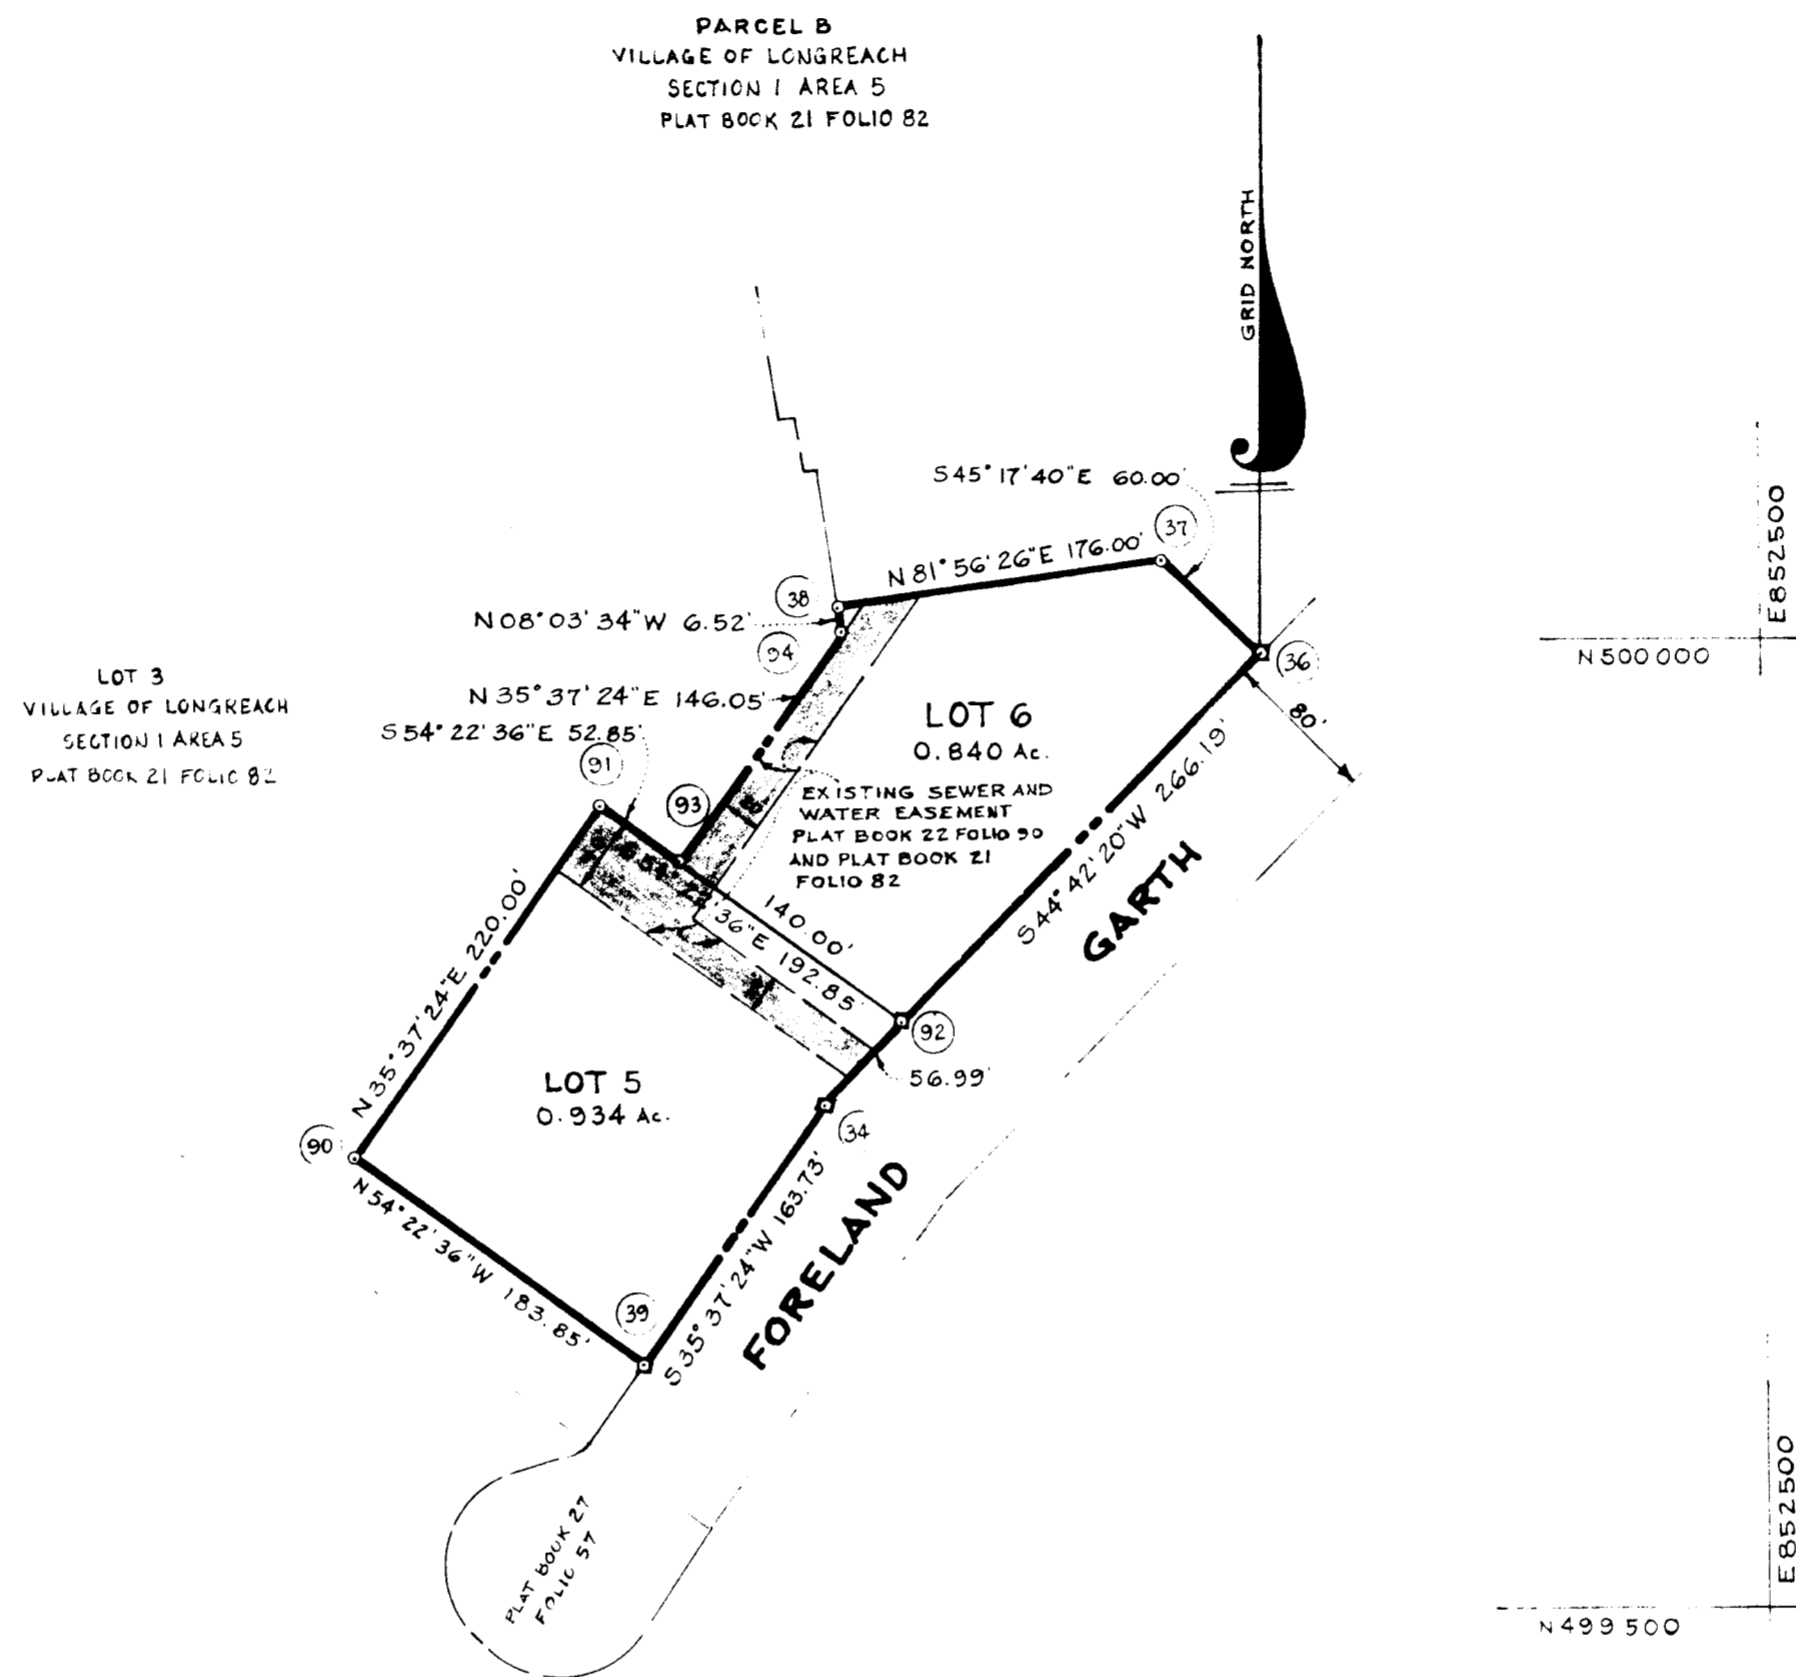 PARCEL B
VILLAGE OF LONGREACH
SECTION 1 AREA 5
PLAT BOOK 21 FOLIO 82
GRID NORTH
E852500
N500000
S45°17'40"E 60.00'
37
N81°56'26"E 176.00'
38
N08°03'34"W 6.52'
94
36
80'
LOT 3
VILLAGE OF LONGREACH
SECTION 1 AREA 5
PLAT BOOK 21 FOLIO 82
N35°37'24"E 146.05'
S54°22'36"E 52.85'
91
93
LOT 6
0.840 Ac.
EXISTING SEWER AND
WATER EASEMENT
PLAT BOOK 22 FOLIO 90
AND PLAT BOOK 21
FOLIO 82
S44°42'20"W 266.19'
140.00'
36"E 192.85'
N35°37'24"E 220.00'
92
56.99'
34
LOT 5
0.934 Ac.
90
N54°22'36"W 183.85'
39
S35°37'24"W 163.73'
FORELAND GARTH
PLAT BOOK 27
FOLIO 57
E852500
N499500